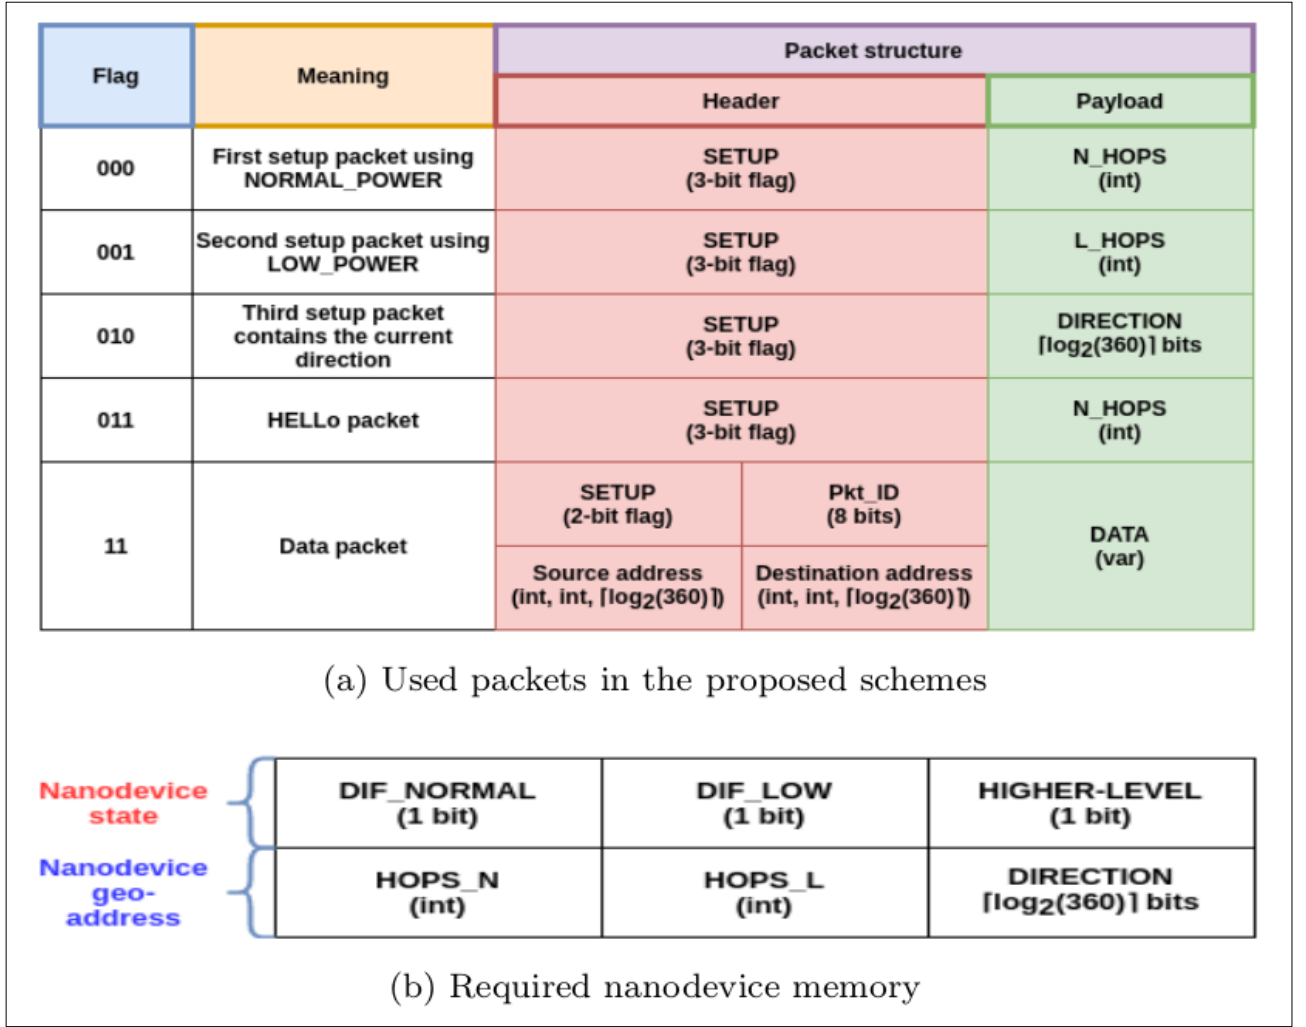 Flag
Meaning
Packet structure
Header
Payload
000
First setup packet using
NORMAL_POWER
SETUP
(3-bit flag)
N_HOPS
(int)
001
Second setup packet using
LOW_POWER
SETUP
(3-bit flag)
L_HOPS
(int)
010
Third setup packet
contains the current
direction
SETUP
(3-bit flag)
DIRECTION
⌈log₂(360)⌉ bits
011
HELLo packet
SETUP
(3-bit flag)
N_HOPS
(int)
11
Data packet
SETUP
(2-bit flag)
Pkt_ID
(8 bits)
Source address
(int, int, ⌈log₂(360)⌉)
Destination address
(int, int, ⌈log₂(360)⌉)
DATA
(var)
(a) Used packets in the proposed schemes
Nanodevice
state
DIF_NORMAL
(1 bit)
DIF_LOW
(1 bit)
HIGHER-LEVEL
(1 bit)
Nanodevice
geo-
address
HOPS_N
(int)
HOPS_L
(int)
DIRECTION
⌈log₂(360)⌉ bits
(b) Required nanodevice memory